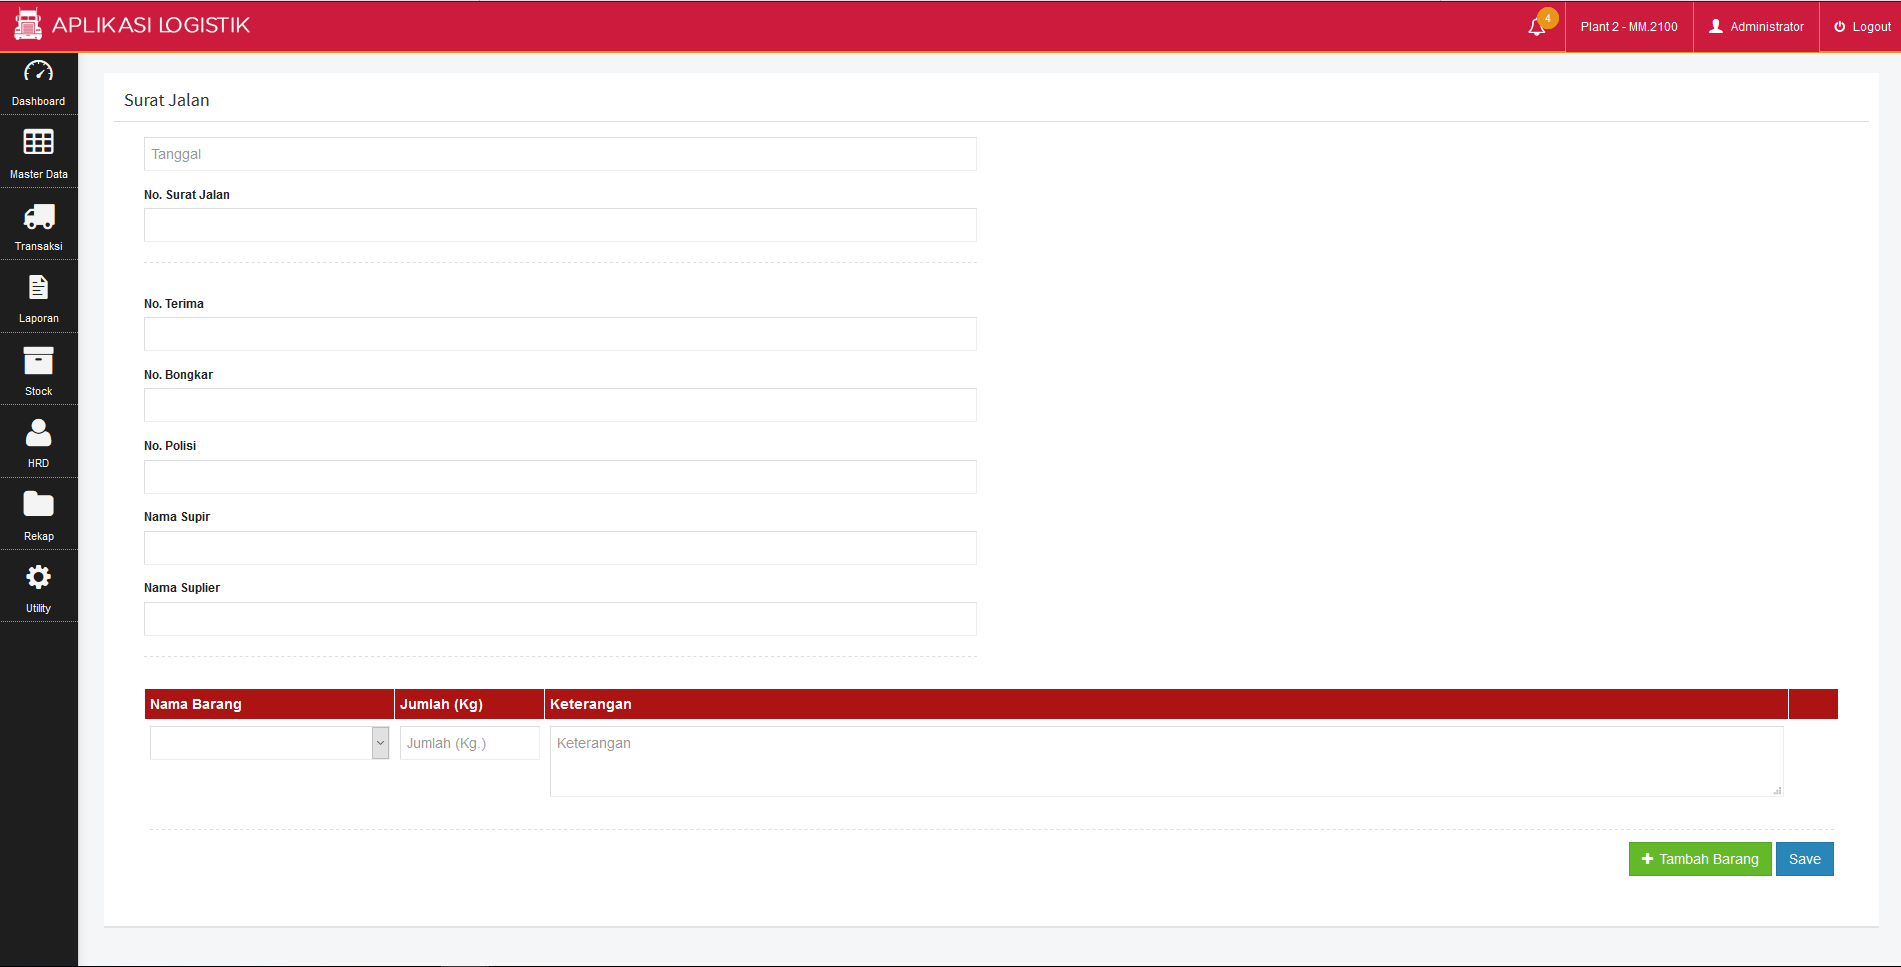 APLIKASI LOGISTIK
4
Plant 2 - MM.2100
Administrator
Logout
Dashboard
Master Data
Transaksi
Laporan
Stock
HRD
Rekap
Utility
Surat Jalan
Tanggal
No. Surat Jalan
No. Terima
No. Bongkar
No. Polisi
Nama Supir
Nama Suplier
Nama Barang Jumlah (Kg) Keterangan
Jumlah (Kg.) Keterangan
Tambah Barang Save